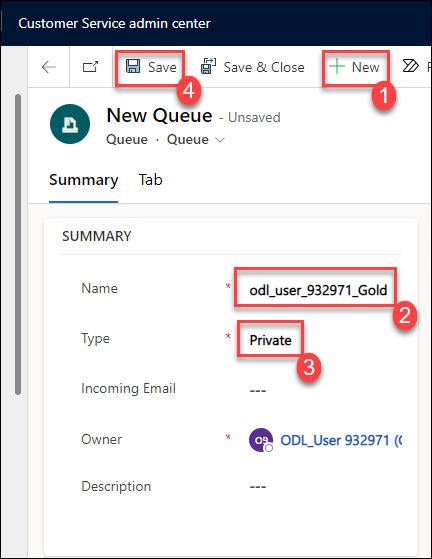 Customer Service admin center
Save Save & Close New
4 1
New Queue - Unsaved
Queue · Queue
Summary Tab
SUMMARY
Name * odl_user_932971_Gold
2
Type * Private
3
Incoming Email ---
Owner * O9 ODL_User 932971 (
Description ---